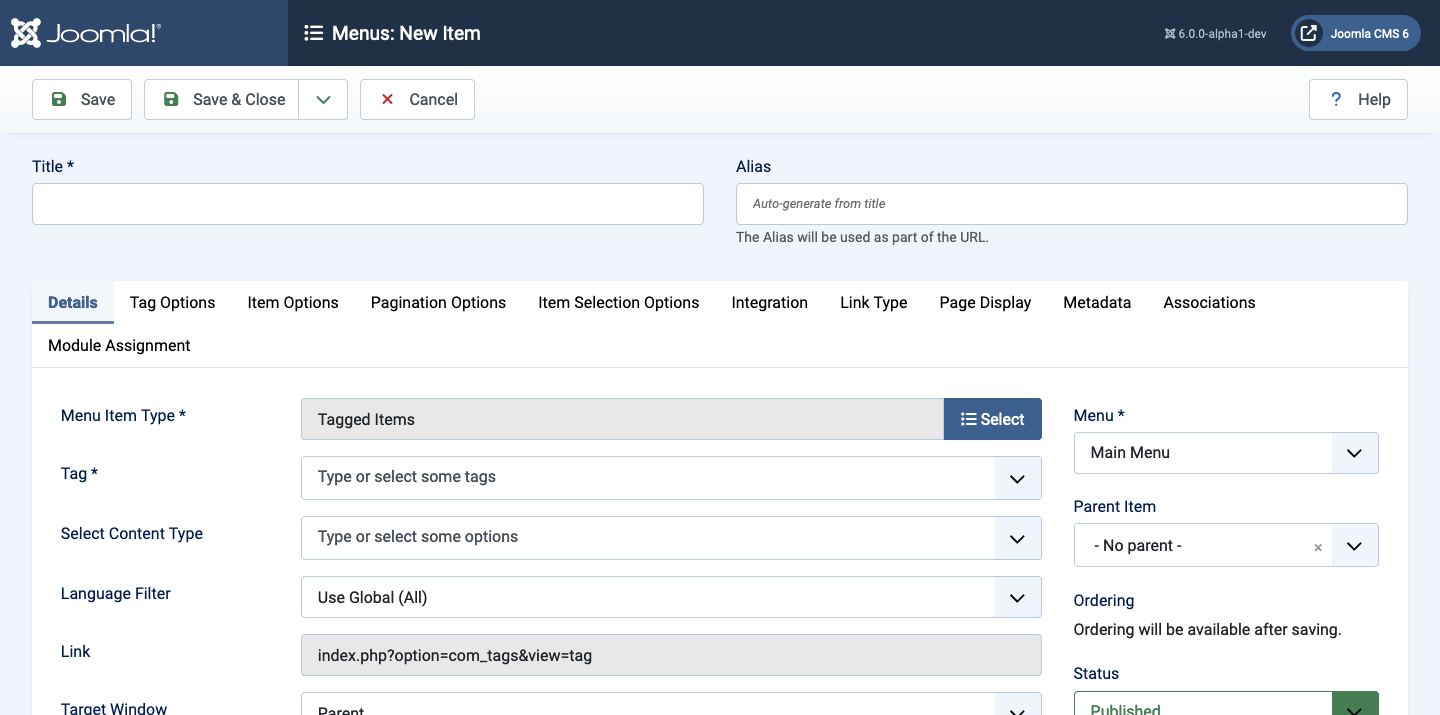 Joomla!®
Menus: New Item
6.0.0-alpha1-dev
Joomla CMS 6
Save
Save & Close
Cancel
? Help
Title *
Alias
Auto-generate from title
The Alias will be used as part of the URL.
Details Tag Options Item Options Pagination Options Item Selection Options Integration Link Type Page Display Metadata Associations
Module Assignment
Menu Item Type *
Tagged Items
Select
Tag *
Type or select some tags
Select Content Type
Type or select some options
Language Filter
Use Global (All)
Link
index.php?option=com_tags&view=tag
Target Window
Parent
Menu *
Main Menu
Parent Item
- No parent - ×
Ordering
Ordering will be available after saving.
Status
Published